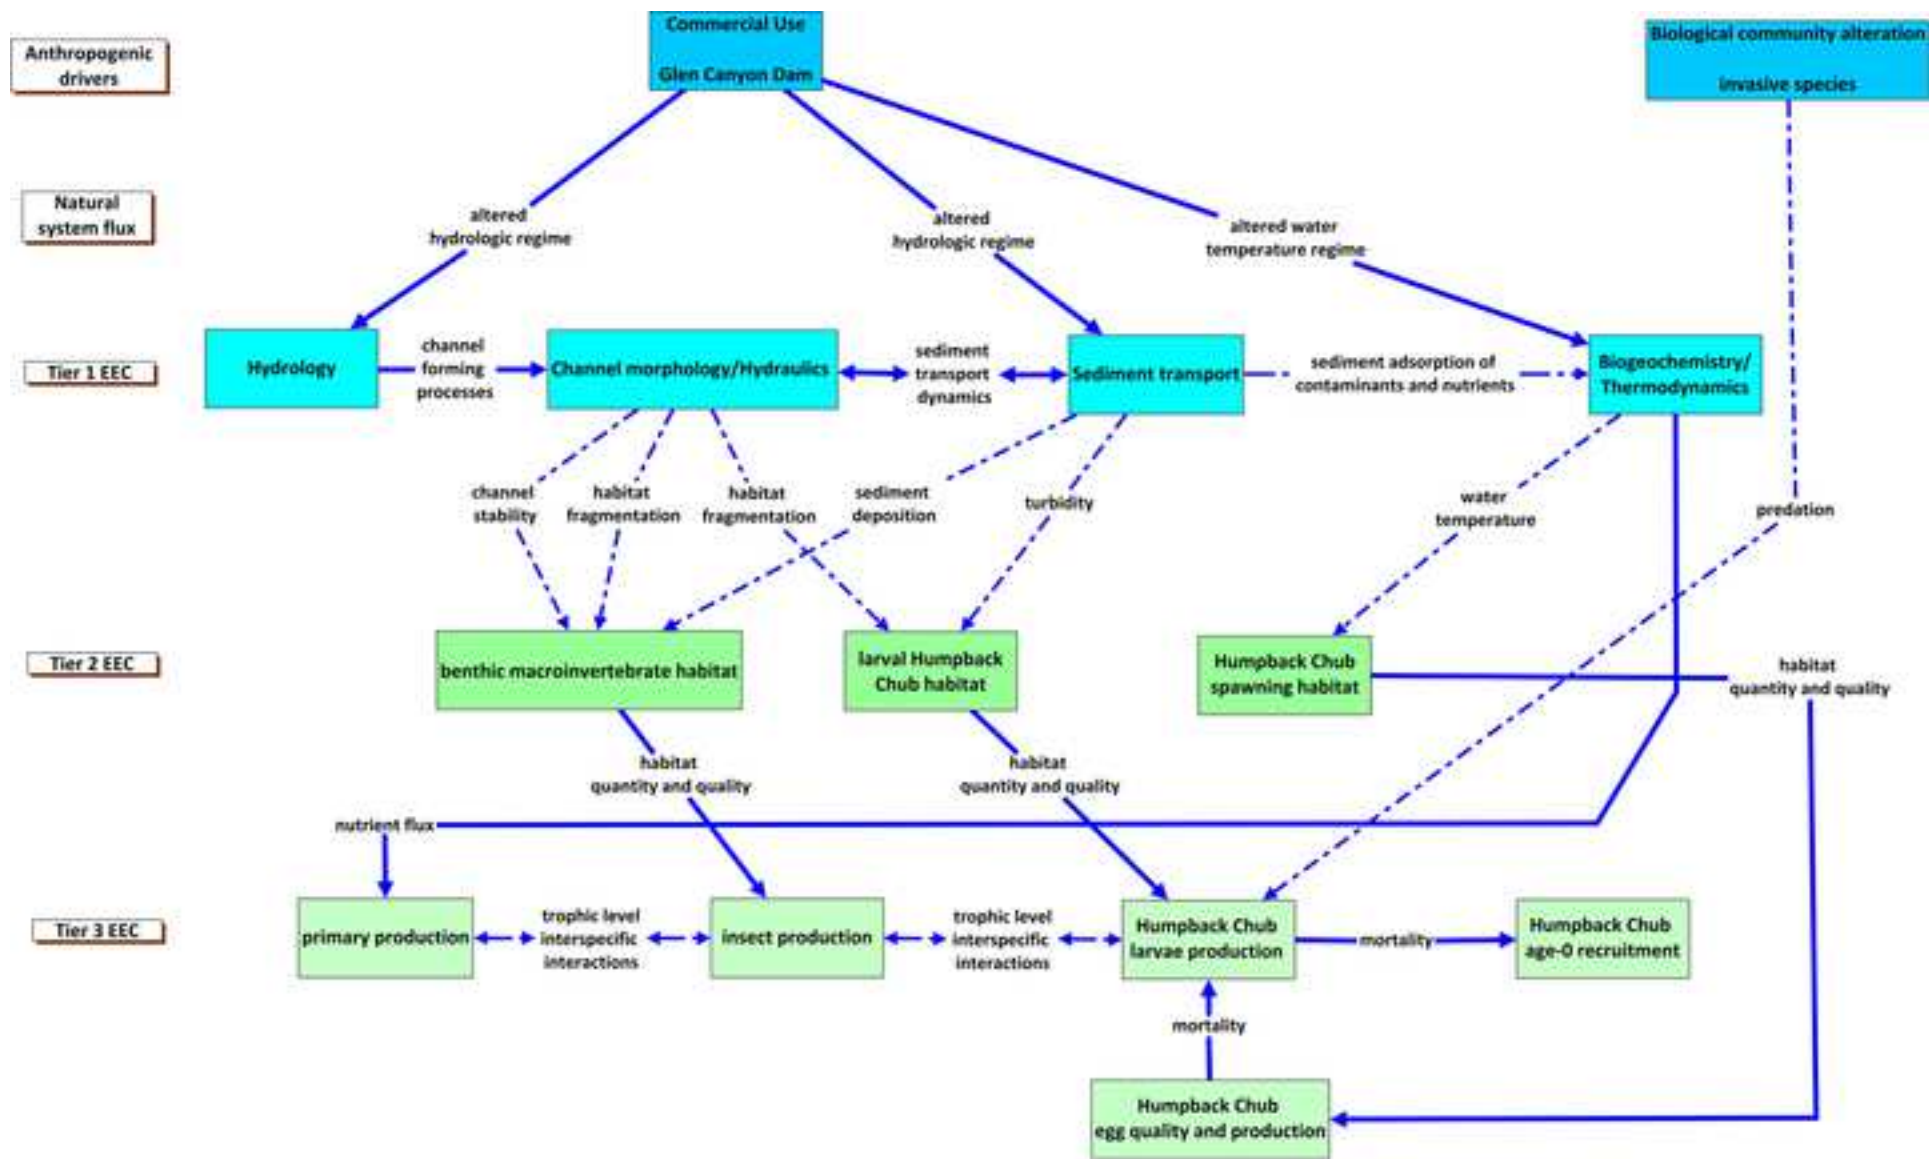 Anthropogenic
drivers
Commercial Use
Glen Canyon Dam
Biological community alteration
invasive species
Natural
system flux
altered
hydrologic regime
altered
hydrologic regime
altered water
temperature regime
Tier 1 EEC
Hydrology
channel
forming
processes
Channel morphology/Hydraulics
sediment
transport
dynamics
Sediment transport
sediment adsorption of
contaminants and nutrients
Biogeochemistry/
Thermodynamics
channel
stability
habitat
fragmentation
habitat
fragmentation
sediment
deposition
turbidity
water
temperature
predation
Tier 2 EEC
benthic macroinvertebrate habitat
larval Humpback
Chub habitat
Humpback Chub
spawning habitat
habitat
quantity and quality
habitat
quantity and quality
habitat
quantity and quality
nutrient flux
Tier 3 EEC
primary production
trophic level
interspecific
interactions
insect production
trophic level
interspecific
interactions
Humpback Chub
larvae production
mortality
Humpback Chub
age-0 recruitment
mortality
Humpback Chub
egg quality and production